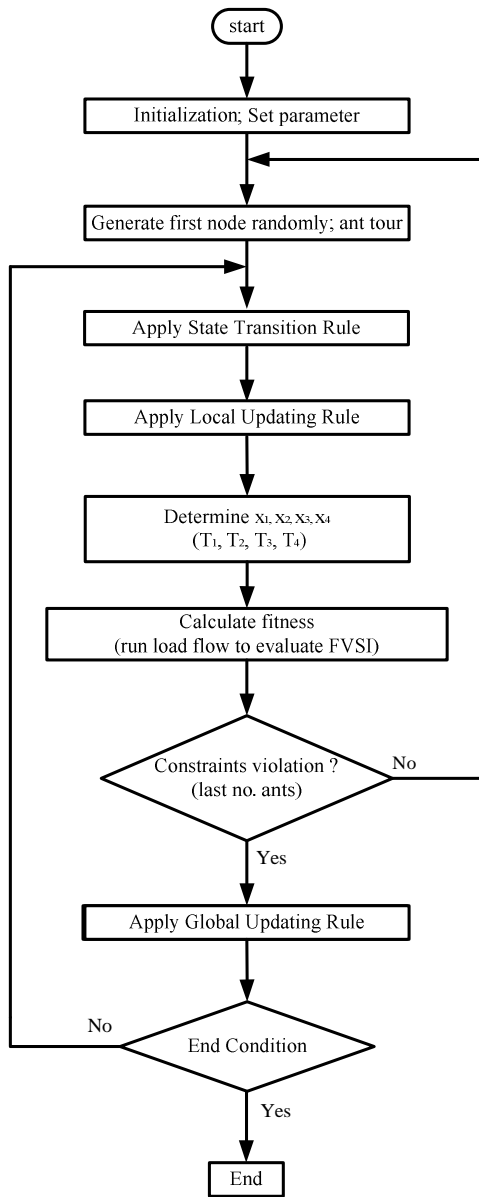 start
Initialization; Set parameter
Generate first node randomly; ant tour
Apply State Transition Rule
Apply Local Updating Rule
Determine x₁, x₂, x₃, x₄
(T₁, T₂, T₃, T₄)
Calculate fitness
(run load flow to evaluate FVSI)
Constraints violation ?
(last no. ants)
No
Yes
Apply Global Updating Rule
No
End Condition
Yes
End